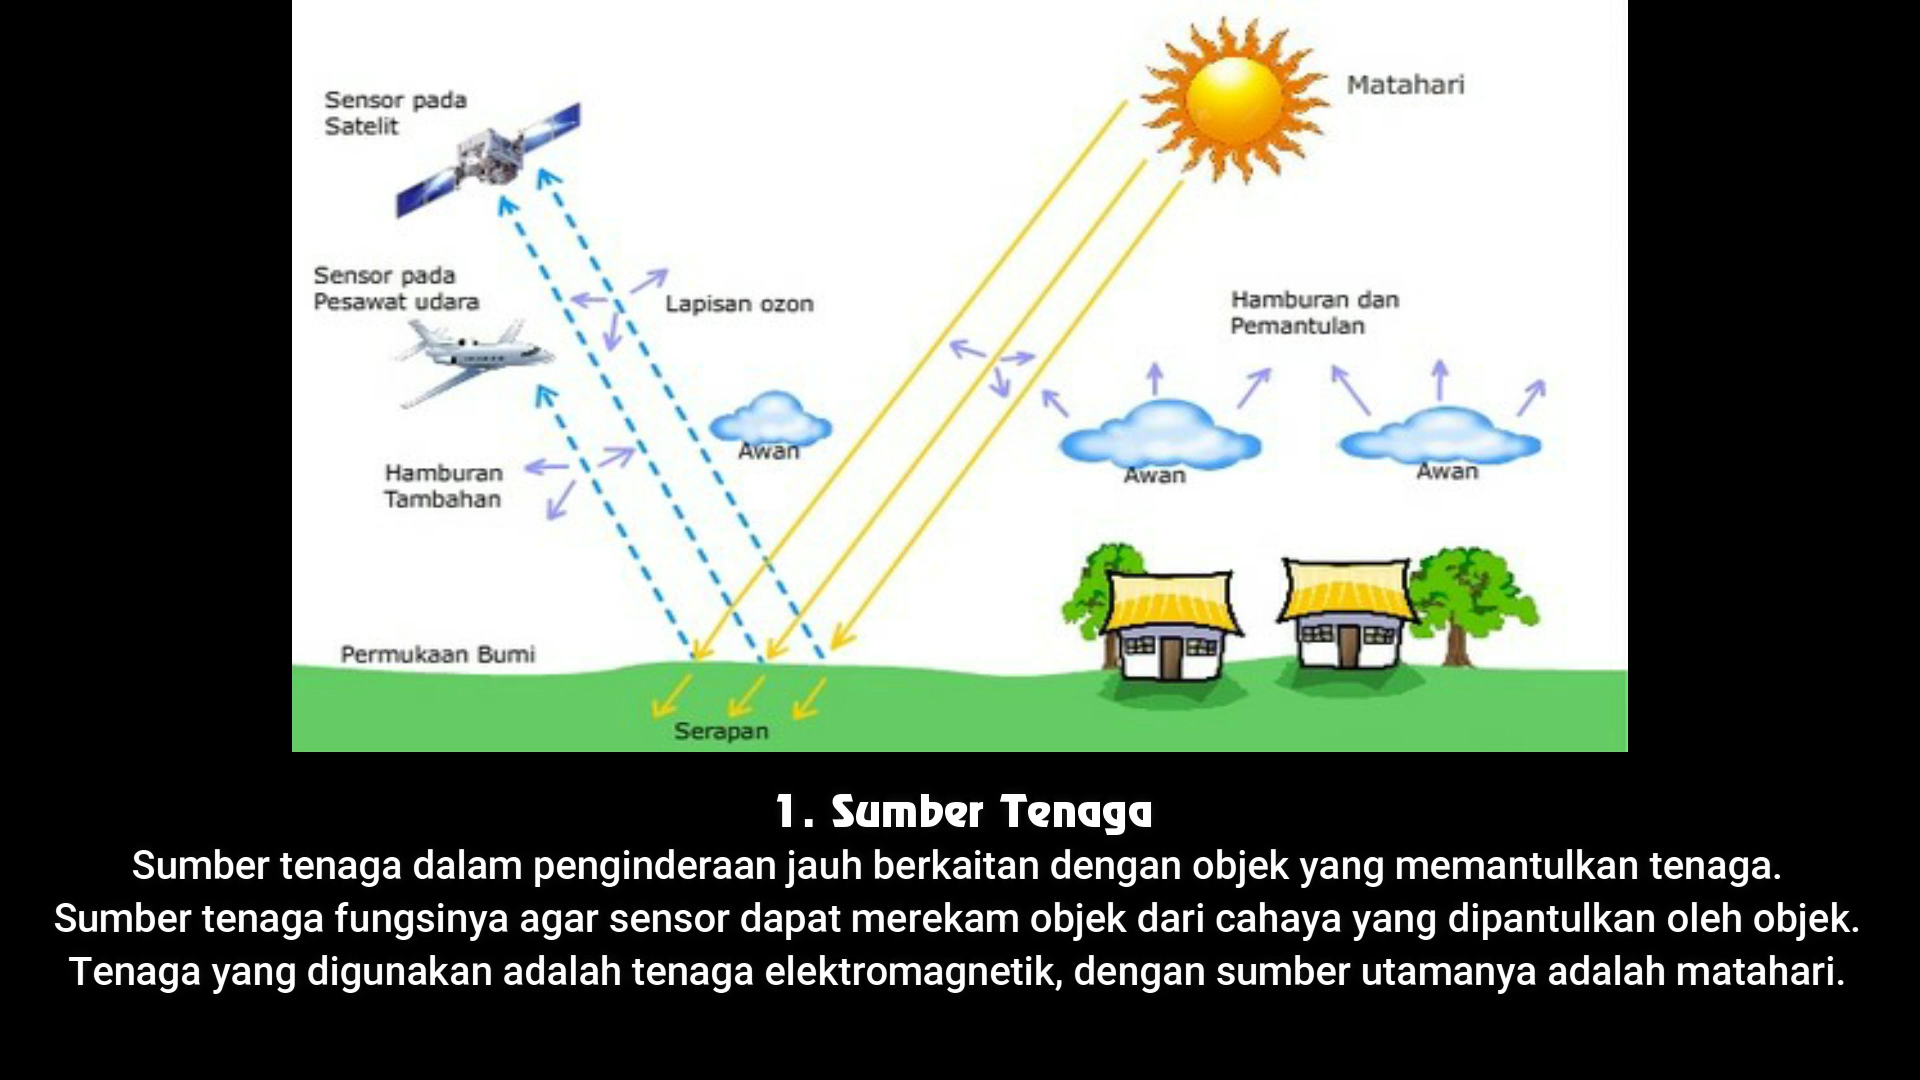 Sensor pada
Satelit
Matahari
Sensor pada
Pesawat udara
Lapisan ozon
Hamburan dan
Pemantulan
Awan
Awan
Awan
Hamburan
Tambahan
Permukaan Bumi
Serapan
1. Sumber Tenaga
Sumber tenaga dalam penginderaan jauh berkaitan dengan objek yang memantulkan tenaga.
Sumber tenaga fungsinya agar sensor dapat merekam objek dari cahaya yang dipantulkan oleh objek.
Tenaga yang digunakan adalah tenaga elektromagnetik, dengan sumber utamanya adalah matahari.